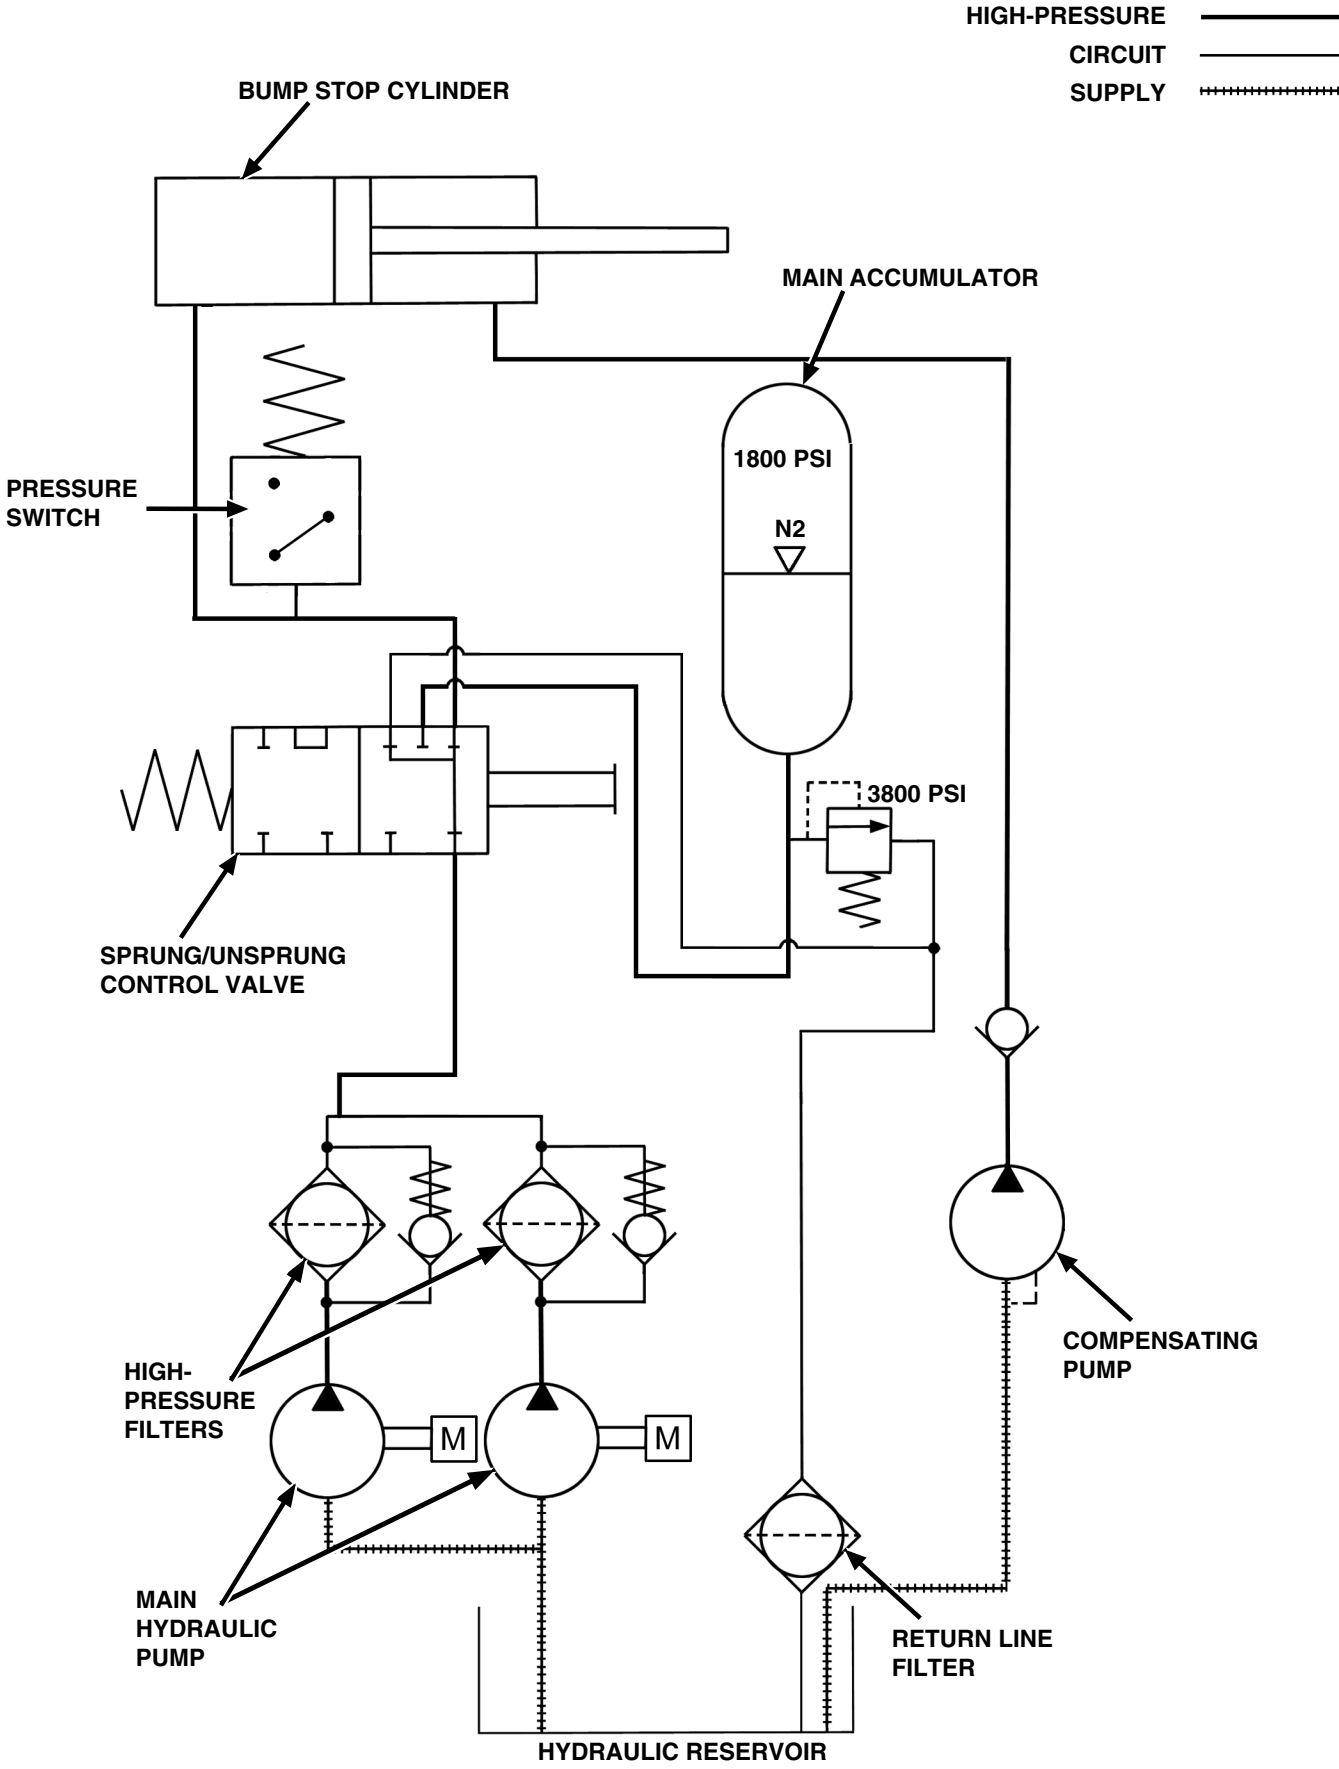 HIGH-PRESSURE
CIRCUIT
SUPPLY
BUMP STOP CYLINDER
MAIN ACCUMULATOR
1800 PSI
N2
PRESSURE
SWITCH
3800 PSI
SPRUNG/UNSPRUNG
CONTROL VALVE
COMPENSATING
PUMP
HIGH-
PRESSURE
FILTERS
M
M
MAIN
HYDRAULIC
PUMP
RETURN LINE
FILTER
HYDRAULIC RESERVOIR